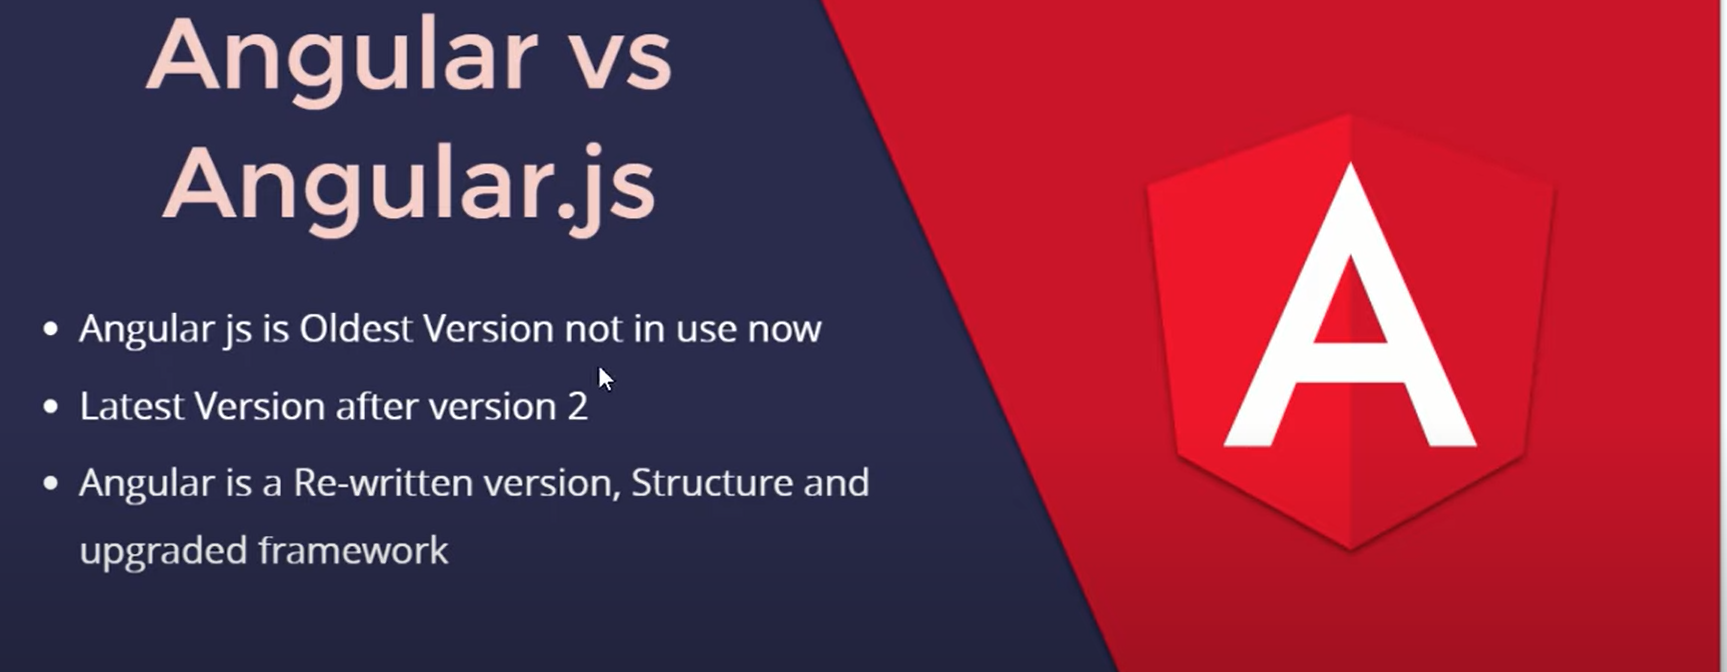 Angular vs
Angular.js
• Angular js is Oldest Version not in use now
• Latest Version after version 2
• Angular is a Re-written version, Structure and
upgraded framework
A